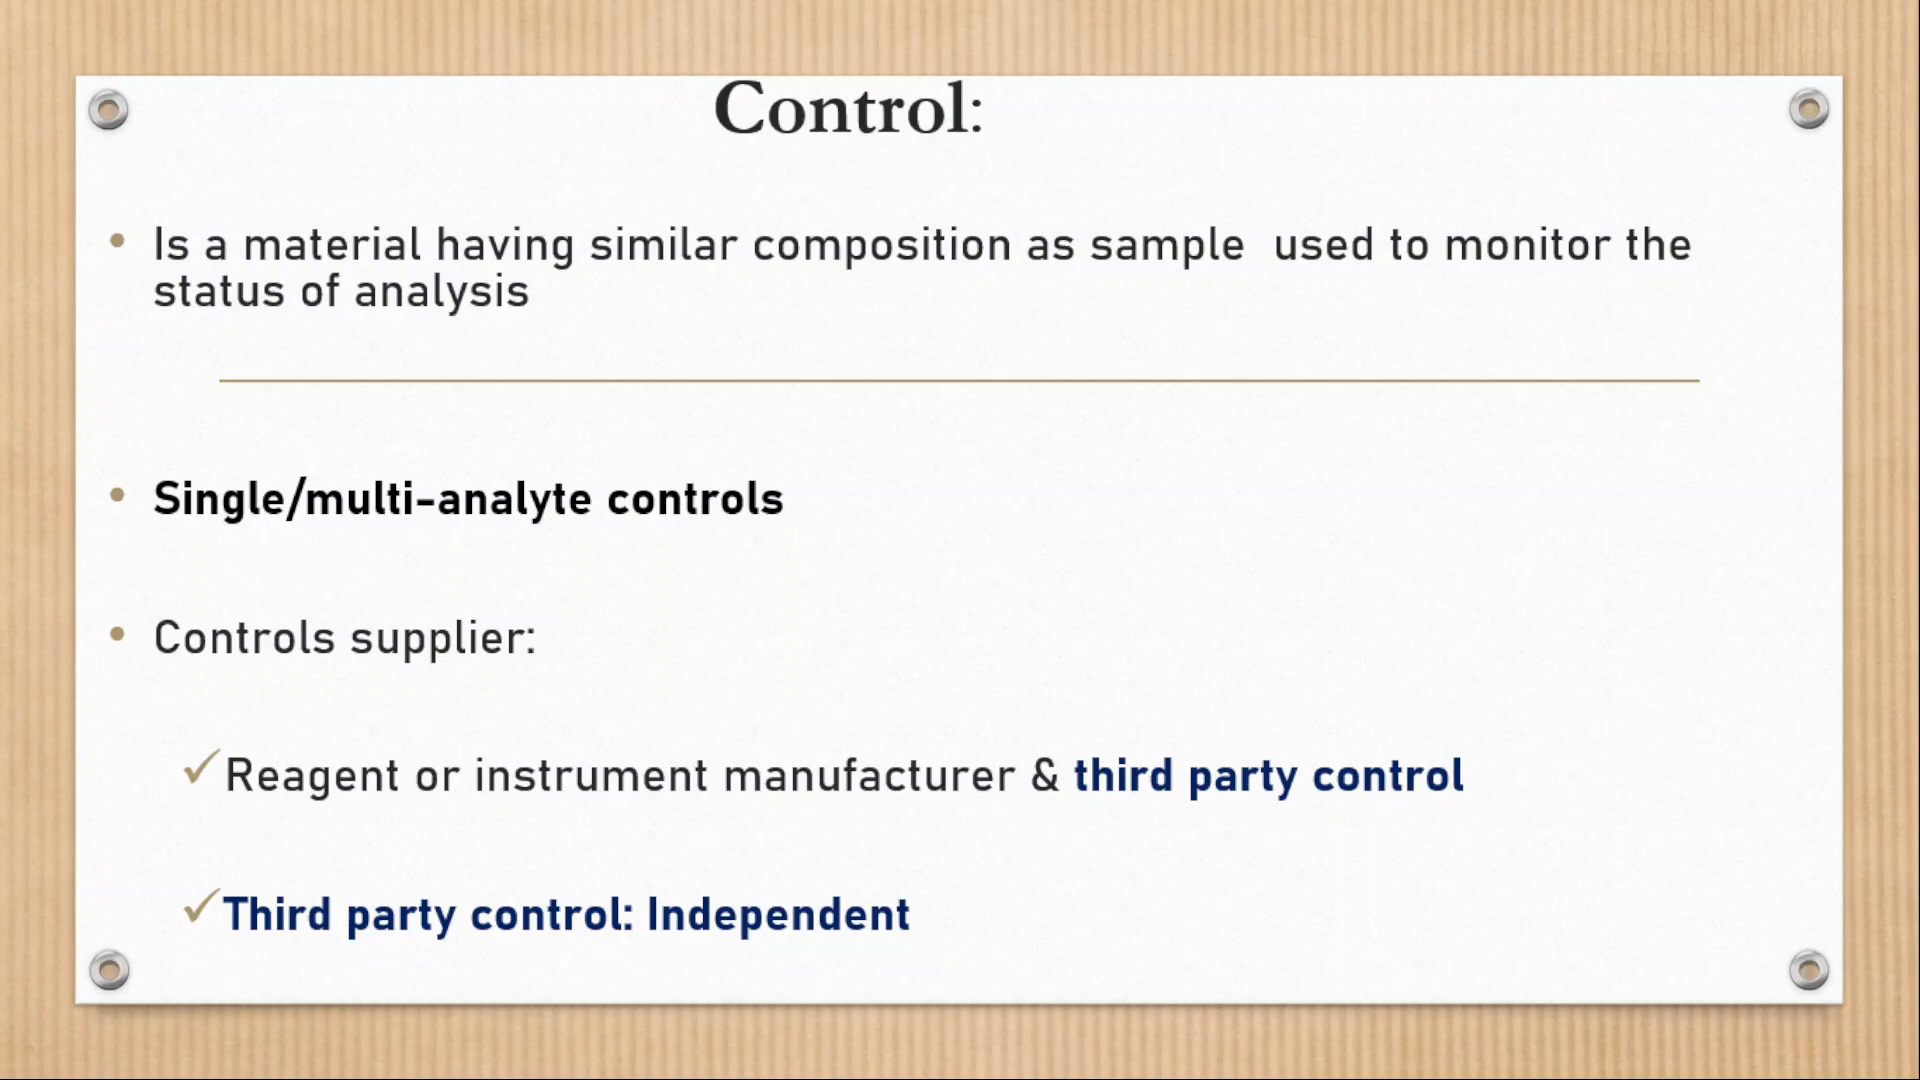 Control:
• Is a material having similar composition as sample  used to monitor the
status of analysis
• Single/multi-analyte controls
• Controls supplier:
✓Reagent or instrument manufacturer & third party control
✓Third party control: Independent